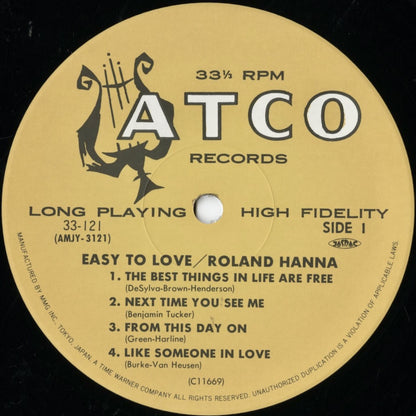 33⅓ RPM
ATCO
RECORDS
LONG PLAYING HIGH FIDELITY
33-121
(AMJY-3121)
SIDE 1
EASY TO LOVE/ROLAND HANNA
1. THE BEST THINGS IN LIFE ARE FREE
(DeSylva-Brown-Henderson)
2. NEXT TIME YOU SEE ME
(Benjamin Tucker)
3. FROM THIS DAY ON
(Green-Harline)
4. LIKE SOMEONE IN LOVE
(Burke-Van Heusen)
(C11669)
MANUFACTURED BY MMG INC. TOKYO, JAPAN. A TIME WARNER COMPANY ALL RIGHTS RESERVED. UNAUTHORIZED DUPLICATION IS A VIOLATION OF APPLICABLE LAWS.